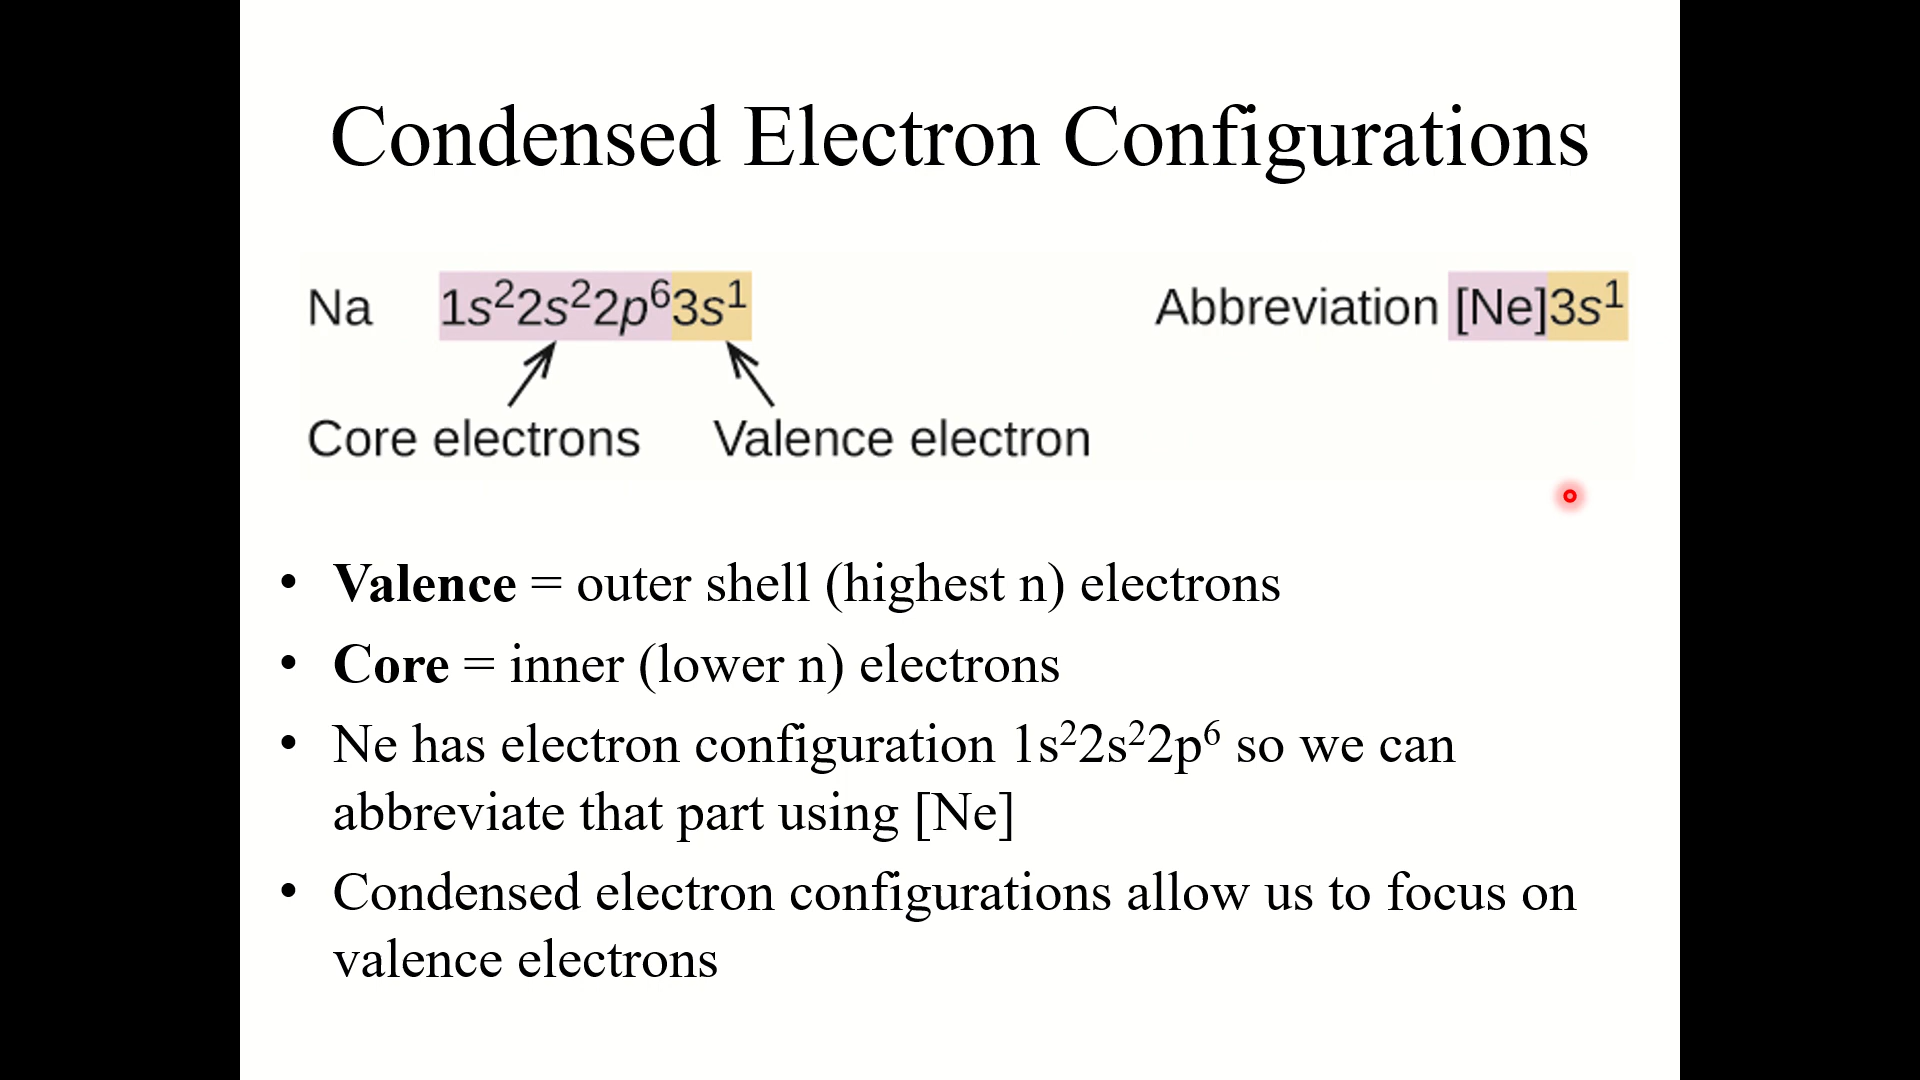 Condensed Electron Configurations
Na 1s²2s²2p⁶3s¹ Abbreviation [Ne]3s¹
Core electrons Valence electron
• Valence = outer shell (highest n) electrons
• Core = inner (lower n) electrons
• Ne has electron configuration 1s²2s²2p⁶ so we can
abbreviate that part using [Ne]
• Condensed electron configurations allow us to focus on
valence electrons